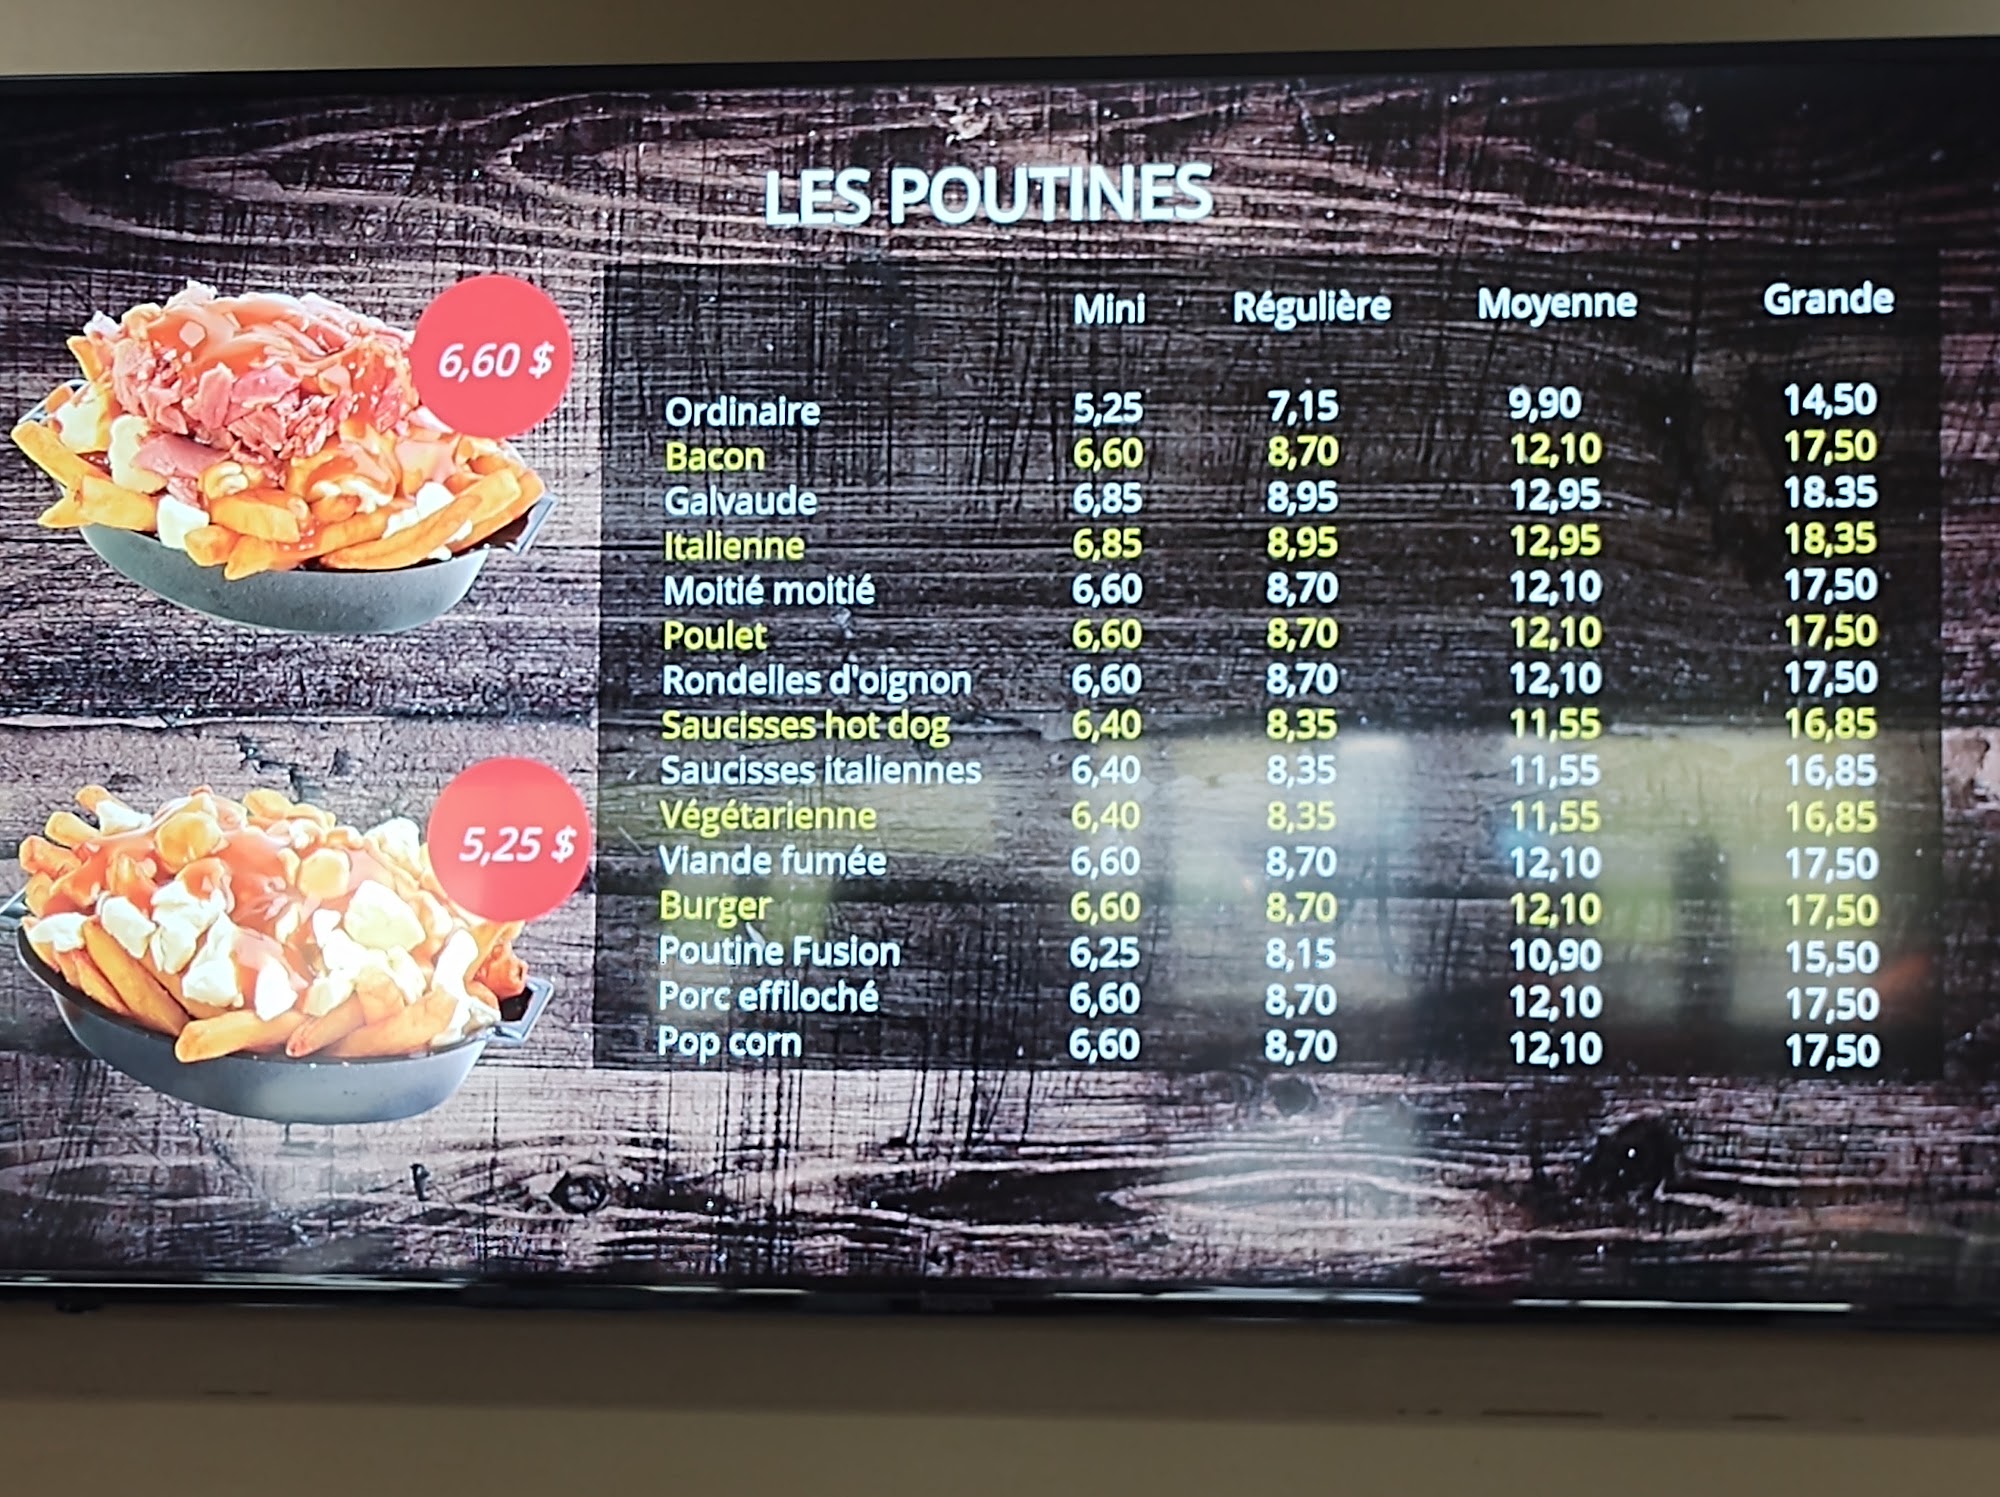 LES POUTINES
Mini Régulière Moyenne Grande
6,60 $
Ordinaire 5,25 7,15 9,90 14,50
Bacon 6,60 8,70 12,10 17,50
Galvaude 6,85 8,95 12,95 18.35
Italienne 6,85 8,95 12,95 18,35
Moitié moitié 6,60 8,70 12,10 17,50
Poulet 6,60 8,70 12,10 17,50
Rondelles d'oignon 6,60 8,70 12,10 17,50
Saucisses hot dog 6,40 8,35 11,55 16,85
Saucisses italiennes 6,40 8,35 11,55 16,85
Végétarienne 6,40 8,35 11,55 16,85
5,25 $
Viande fumée 6,60 8,70 12,10 17,50
Burger 6,60 8,70 12,10 17,50
Poutine Fusion 6,25 8,15 10,90 15,50
Porc effiloché 6,60 8,70 12,10 17,50
Pop corn 6,60 8,70 12,10 17,50